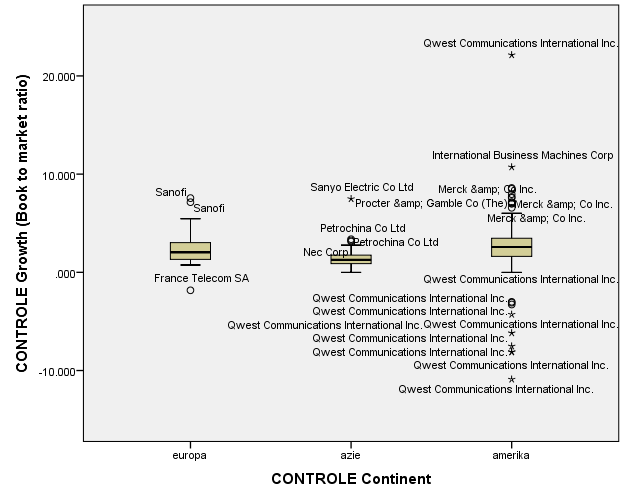 Qwest Communications International Inc.
20.000
International Business Machines Corp
10.000
Sanofi
Sanofi
Sanyo Electric Co Ltd
Procter &amp; Gamble Co (The)
Merck &amp; Co Inc.
Merck &amp; Co Inc.
Merck &amp; Co Inc.
Petrochina Co Ltd
Petrochina Co Ltd
Nec Corp
.000
France Telecom SA
Qwest Communications International Inc.
Qwest Communications International Inc.
Qwest Communications International Inc.
Qwest Communications International Inc.
Qwest Communications International Inc.
Qwest Communications International Inc.
Qwest Communications International Inc.
Qwest Communications International Inc.
-10.000
Qwest Communications International Inc.
CONTROLE Growth (Book to market ratio)
europa
azie
amerika
CONTROLE Continent